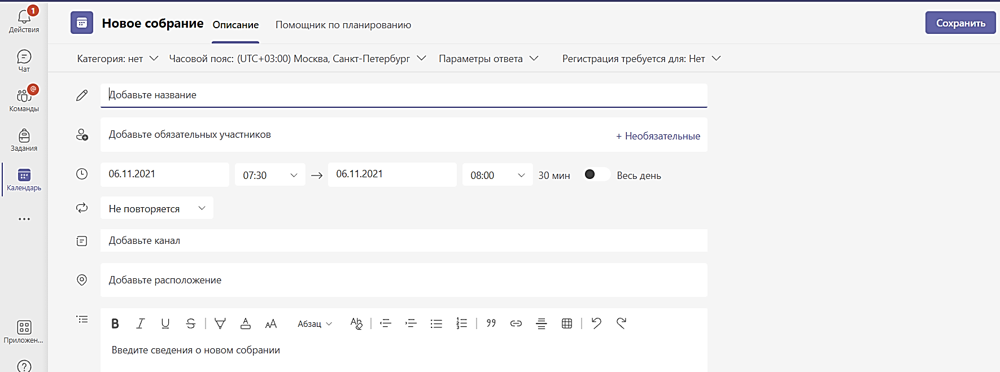 1
Действия
Чат
@
Команды
Задания
Календарь
Приложен...
Новое собрание
Описание
Помощник по планированию
Сохранить
Категория: нет
Часовой пояс: (UTC+03:00) Москва, Санкт-Петербург
Параметры ответа
Регистрация требуется для: Нет
Добавьте название
Добавьте обязательных участников
+ Необязательные
06.11.2021
07:30
06.11.2021
08:00
30 мин
Весь день
Не повторяется
Добавьте канал
Добавьте расположение
Абзац
Введите сведения о новом собрании